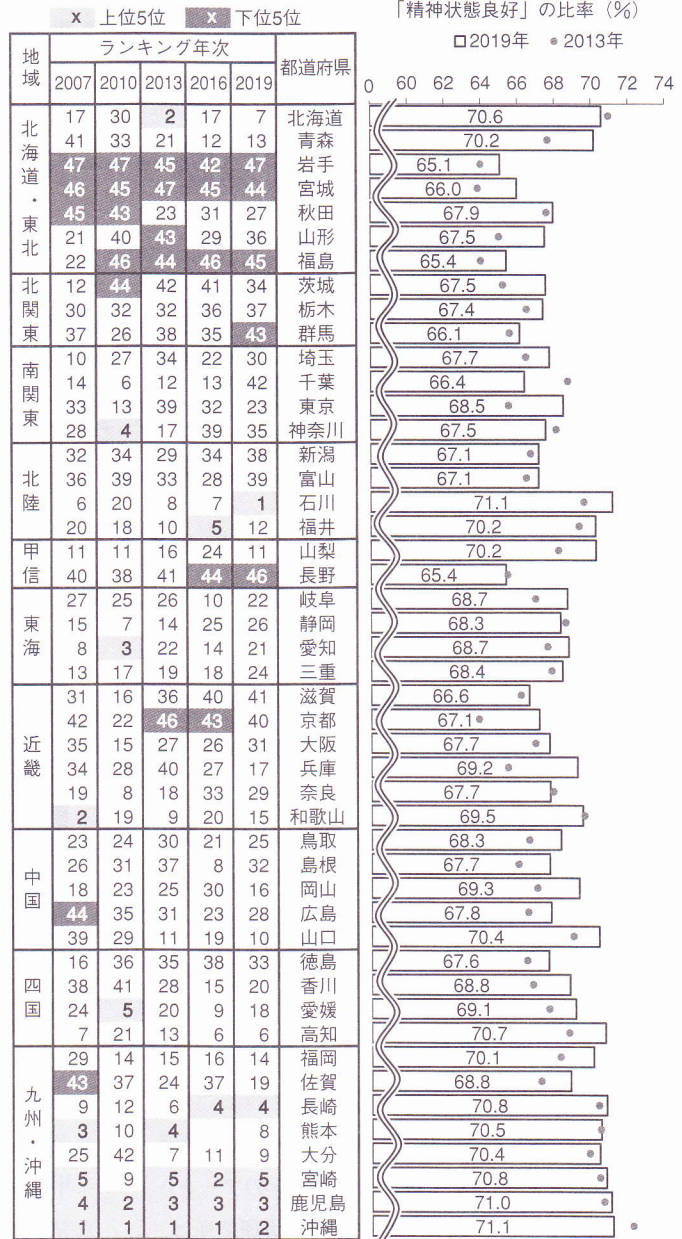 x 上位5位 x 下位5位
「精神状態良好」の比率（%）
□2019年 ●2013年
地域 ランキング年次 都道府県
2007 2010 2013 2016 2019
0 60 62 64 66 68 70 72 74
北海道・東北
17 30 2 17 7 北海道 70.6
41 33 21 12 13 青森 70.2
47 47 45 42 47 岩手 65.1
46 45 47 45 44 宮城 66.0
45 43 23 31 27 秋田 67.9
21 40 43 29 36 山形 67.5
22 46 44 46 45 福島 65.4
北関東
12 44 42 41 34 茨城 67.5
30 32 32 36 37 栃木 67.4
37 26 38 35 43 群馬 66.1
南関東
10 27 34 22 30 埼玉 67.7
14 6 12 13 42 千葉 66.4
33 13 39 32 23 東京 68.5
28 4 17 39 35 神奈川 67.5
北陸
32 34 29 34 38 新潟 67.1
36 39 33 28 39 富山 67.1
6 20 8 7 1 石川 71.1
20 18 10 5 12 福井 70.2
甲信
11 11 16 24 11 山梨 70.2
40 38 41 44 46 長野 65.4
東海
27 25 26 10 22 岐阜 68.7
15 7 14 25 26 静岡 68.3
8 3 22 14 21 愛知 68.7
13 17 19 18 24 三重 68.4
近畿
31 16 36 40 41 滋賀 66.6
42 22 46 43 40 京都 67.1
35 15 27 26 31 大阪 67.7
34 28 40 27 17 兵庫 69.2
19 8 18 33 29 奈良 67.7
2 19 9 20 15 和歌山 69.5
中国
23 24 30 21 25 鳥取 68.3
26 31 37 8 32 島根 67.7
18 23 25 30 16 岡山 69.3
44 35 31 23 28 広島 67.8
39 29 11 19 10 山口 70.4
四国
16 36 35 38 33 徳島 67.6
38 41 28 15 20 香川 68.8
24 5 20 9 18 愛媛 69.1
7 21 13 6 6 高知 70.7
九州・沖縄
29 14 15 16 14 福岡 70.1
43 37 24 37 19 佐賀 68.8
9 12 6 4 4 長崎 70.8
3 10 4 8 熊本 70.5
25 42 7 11 9 大分 70.4
5 9 5 2 5 宮崎 70.8
4 2 3 3 3 鹿児島 71.0
1 1 1 1 2 沖縄 71.1